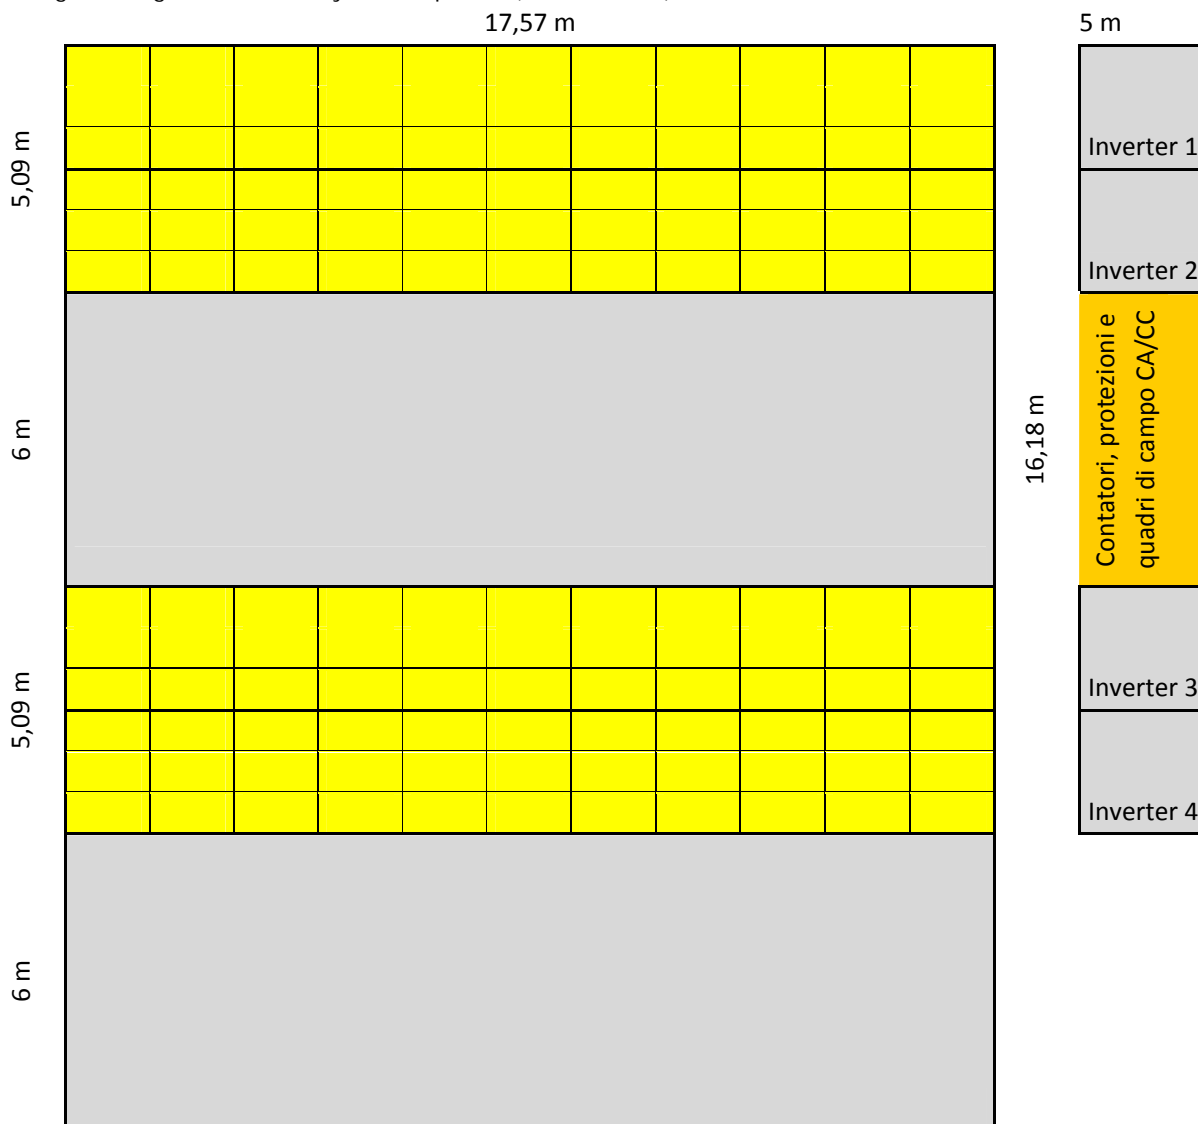 17,57 m
5 m
5,09 m
Inverter 1
Inverter 2
6 m
16,18 m
Contatori, protezioni e
quadri di campo CA/CC
5,09 m
Inverter 3
Inverter 4
6 m